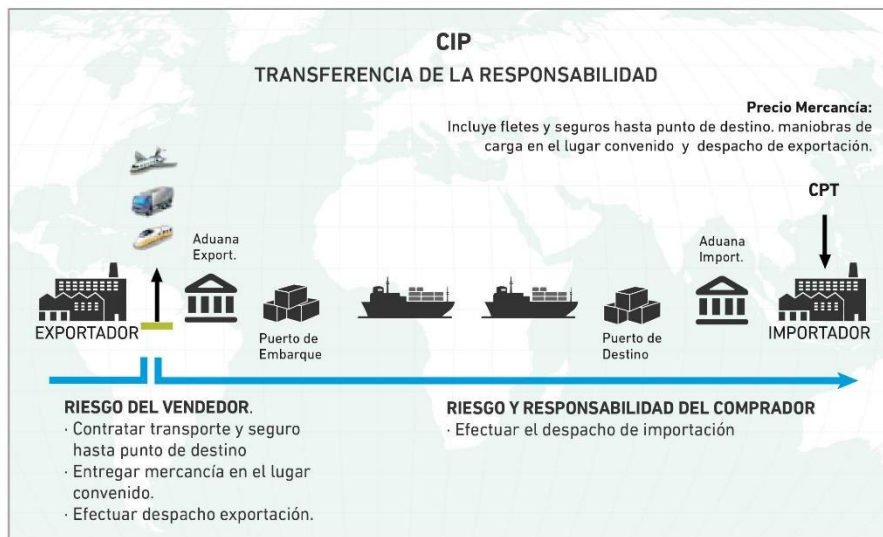 CIP
TRANSFERENCIA DE LA RESPONSABILIDAD
Precio Mercancía:
Incluye fletes y seguros hasta punto de destino. maniobras de
carga en el lugar convenido y despacho de exportación.
CPT
Aduana
Export.
Aduana
Import.
EXPORTADOR
Puerto de
Embarque
Puerto de
Destino
IMPORTADOR
RIESGO DEL VENDEDOR.
· Contratar transporte y seguro
hasta punto de destino
· Entregar mercancía en el lugar
convenido.
· Efectuar despacho exportación.
RIESGO Y RESPONSABILIDAD DEL COMPRADOR
· Efectuar el despacho de importación